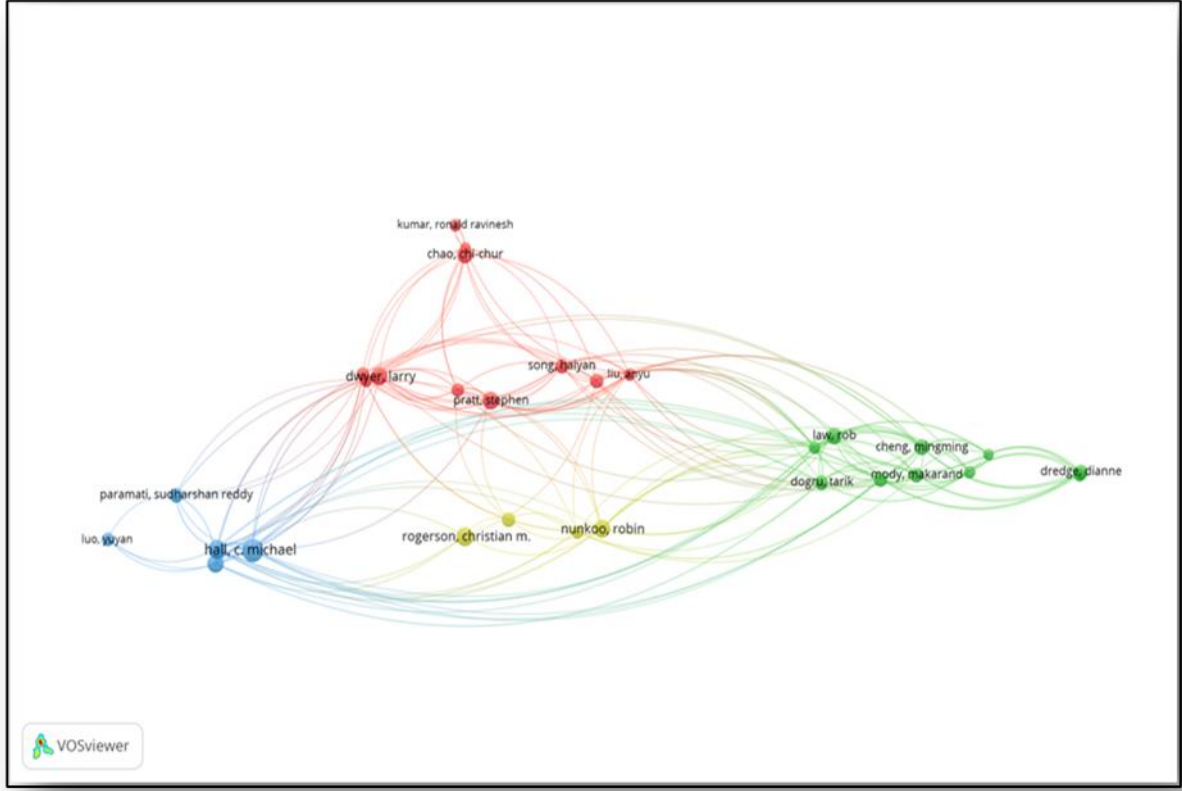 kumar, ronald ravinesh
chao, chi-chur
song, haiyan
liu, anyu
dwyer, larry
pratt, stephen
law, rob
cheng, mingming
dredge, dianne
mody, makarand
dogru, tarik
paramati, sudharshan reddy
nunkoo, robin
rogerson, christian m.
luo, yuyan
hall, c. michael
VOSviewer